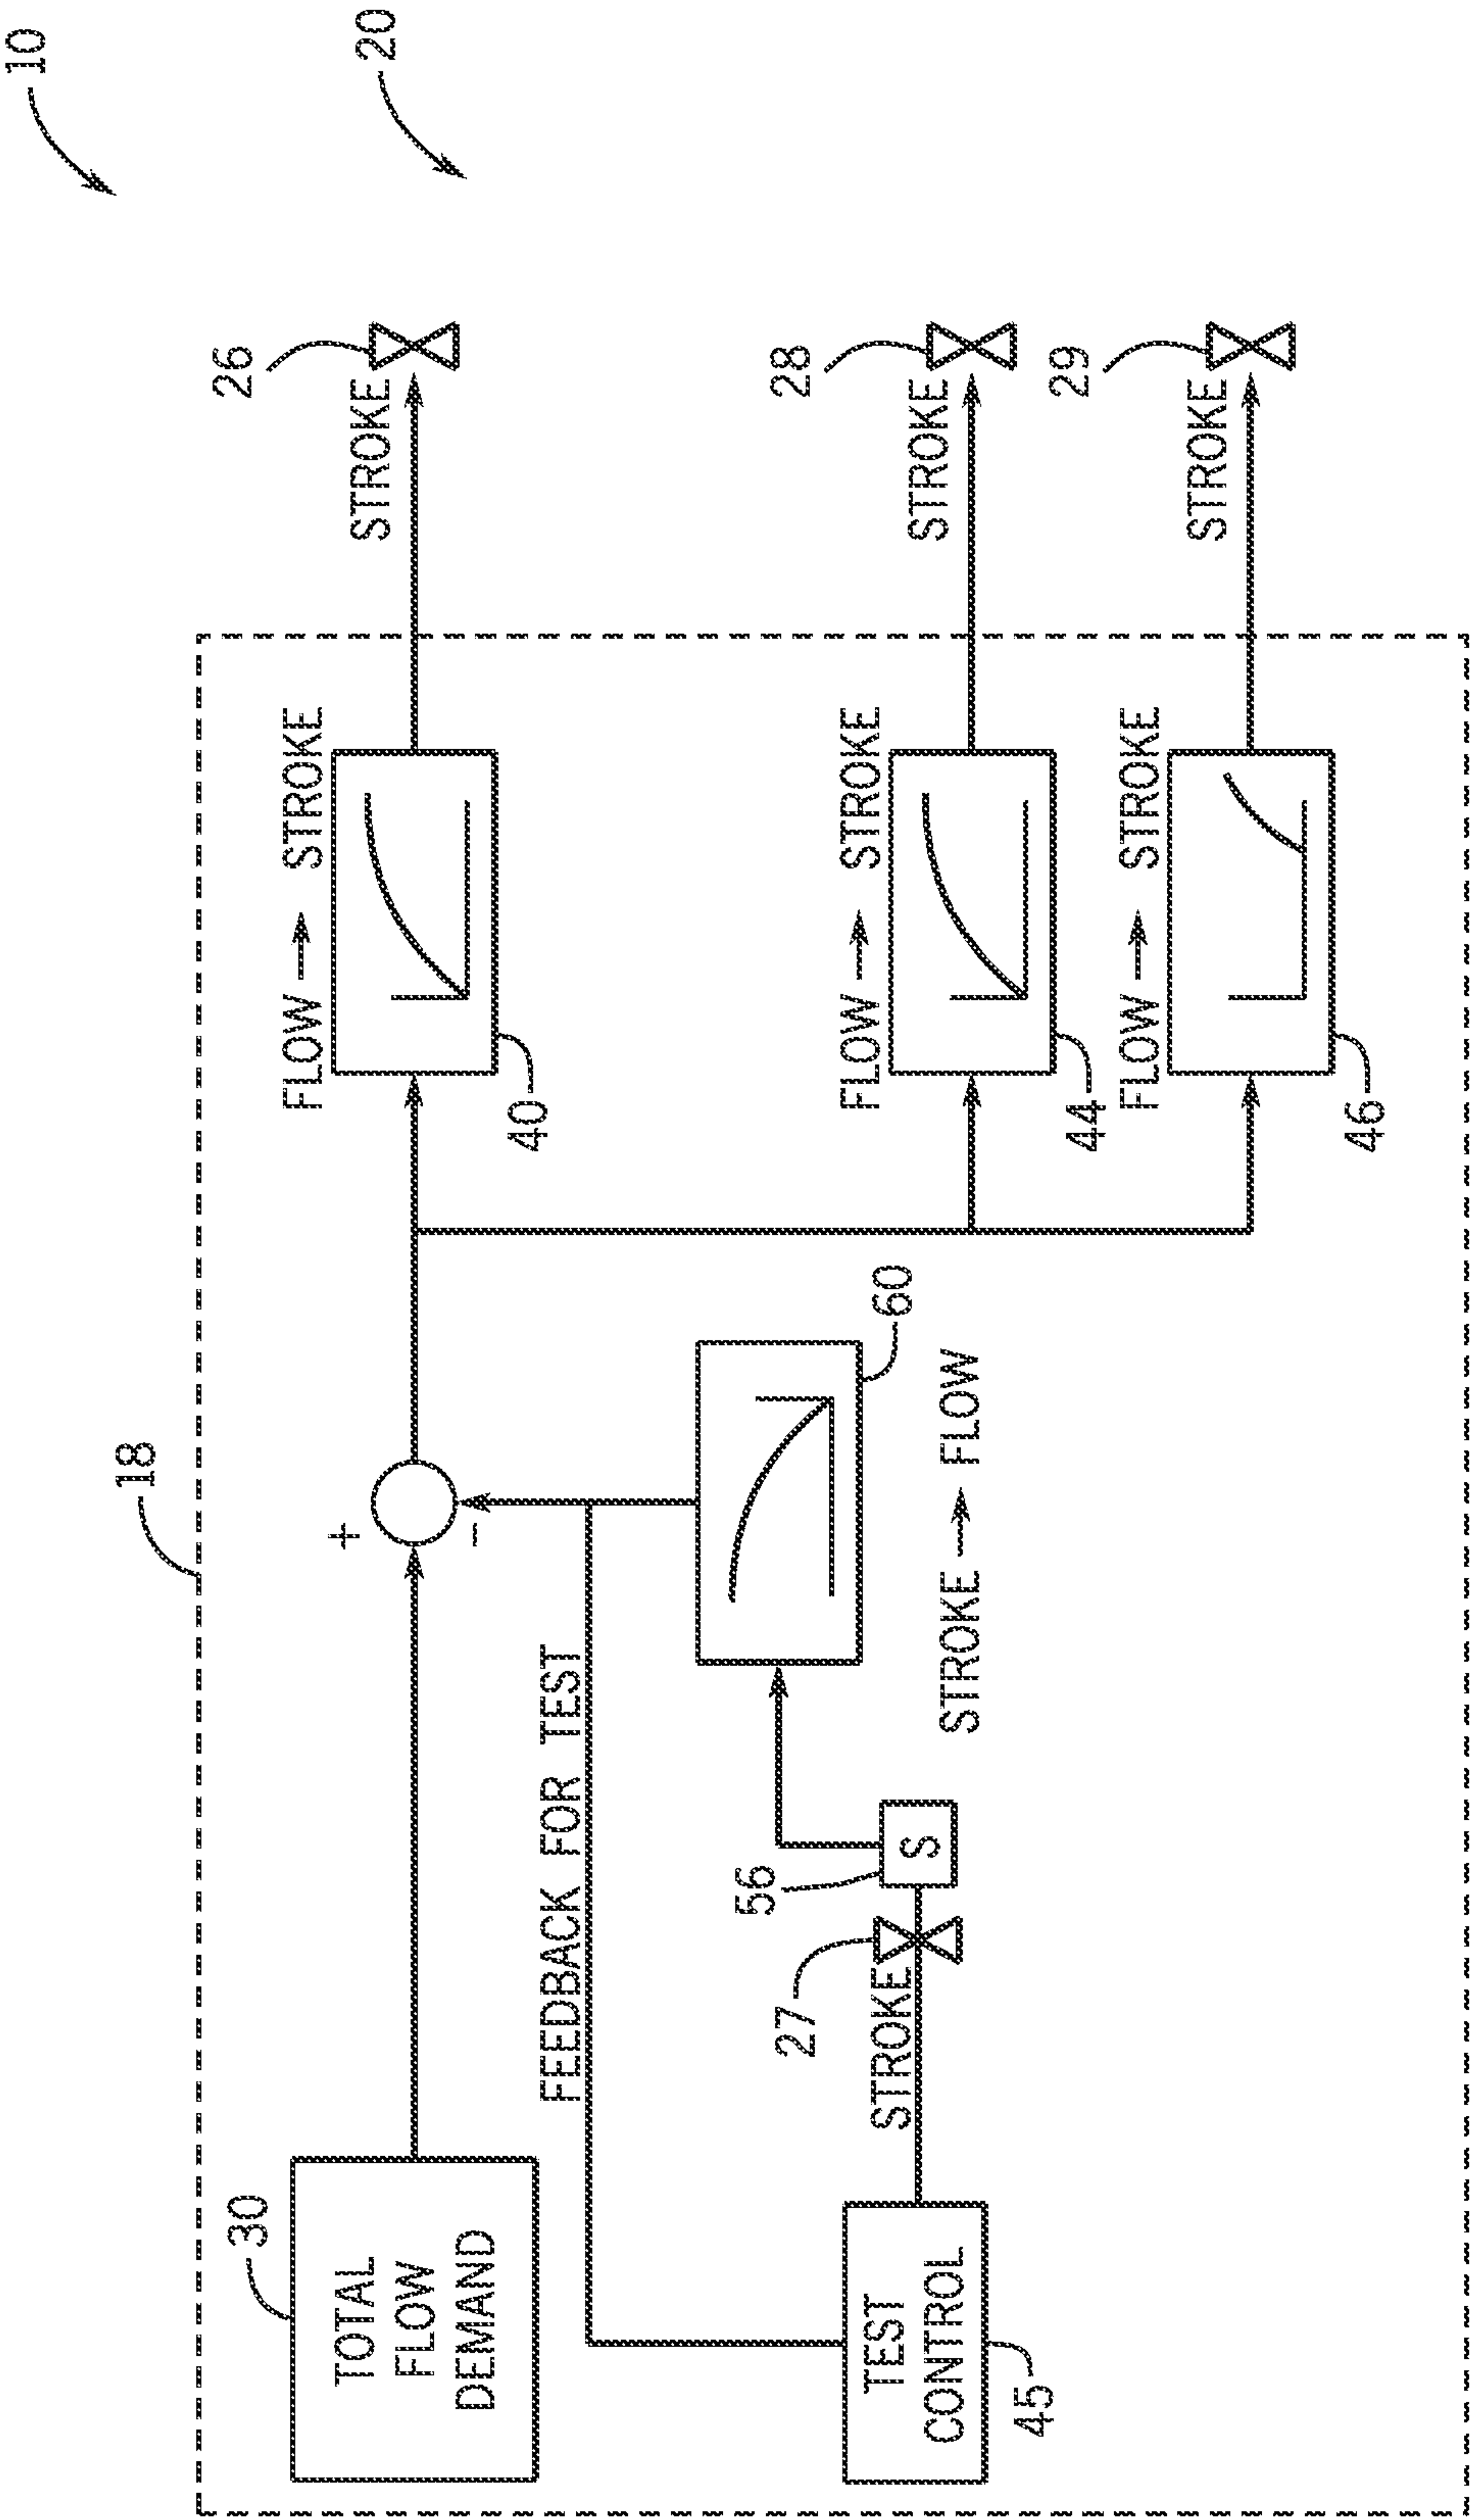 10
20
18
30
TOTAL
FLOW
DEMAND
+
-
FLOW → STROKE
40
STROKE
26
FEEDBACK FOR TEST
60
STROKE → FLOW
56
S
27
STROKE
TEST
CONTROL
45
FLOW → STROKE
44
STROKE
28
FLOW → STROKE
46
STROKE
29